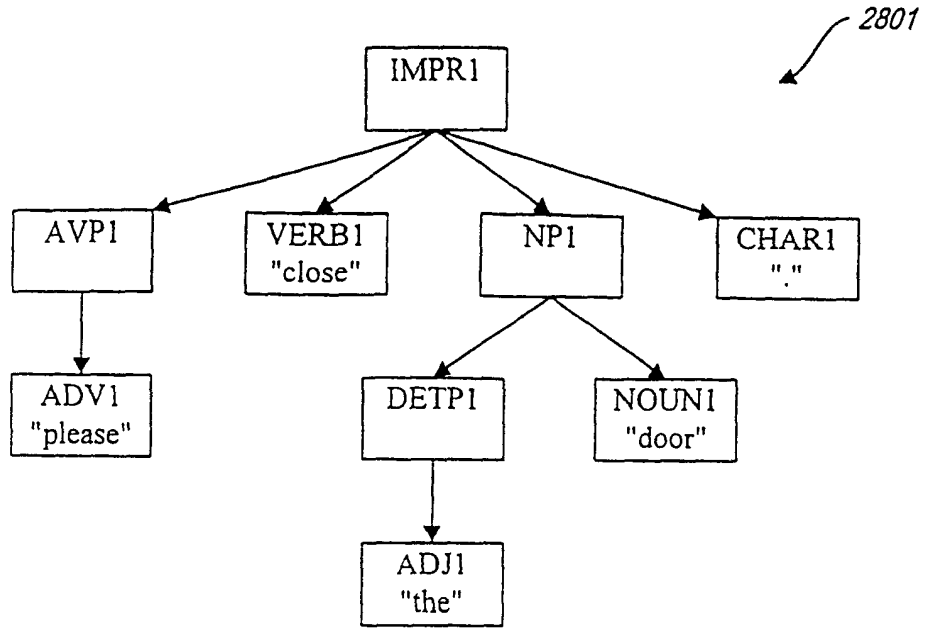 2801
IMPR1
AVP1
VERB1
"close"
NP1
CHAR1
"."
ADV1
"please"
DETP1
NOUN1
"door"
ADJ1
"the"